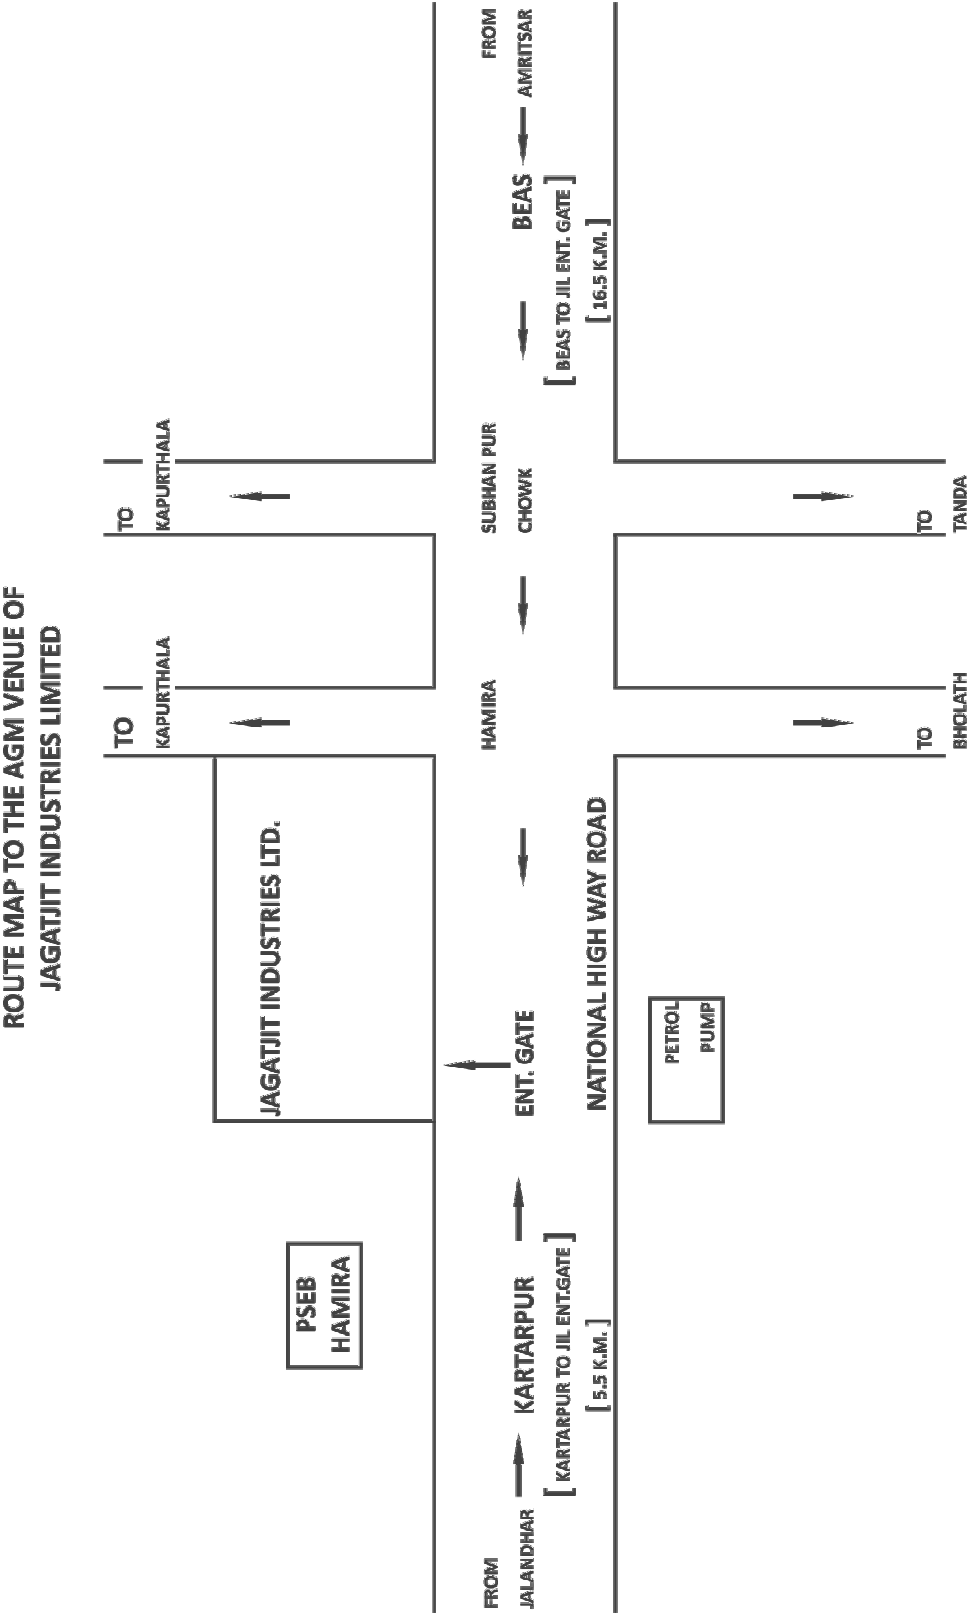 ROUTE MAP TO THE AGM VENUE OF
JAGATJIT INDUSTRIES LIMITED
TO
KAPURTHALA
TO
KAPURTHALA
JAGATJIT INDUSTRIES LTD.
PSEB
HAMIRA
FROM
JALANDHAR
KARTARPUR
[ KARTARPUR TO JIL ENT.GATE ]
[ 5.5 K.M. ]
ENT. GATE
NATIONAL HIGH WAY ROAD
HAMIRA
SUBHAN PUR
CHOWK
BEAS
[ BEAS TO JIL ENT. GATE ]
[ 16.5 K.M. ]
FROM
AMRITSAR
PETROL
PUMP
TO
BHOLATH
TO
TANDA